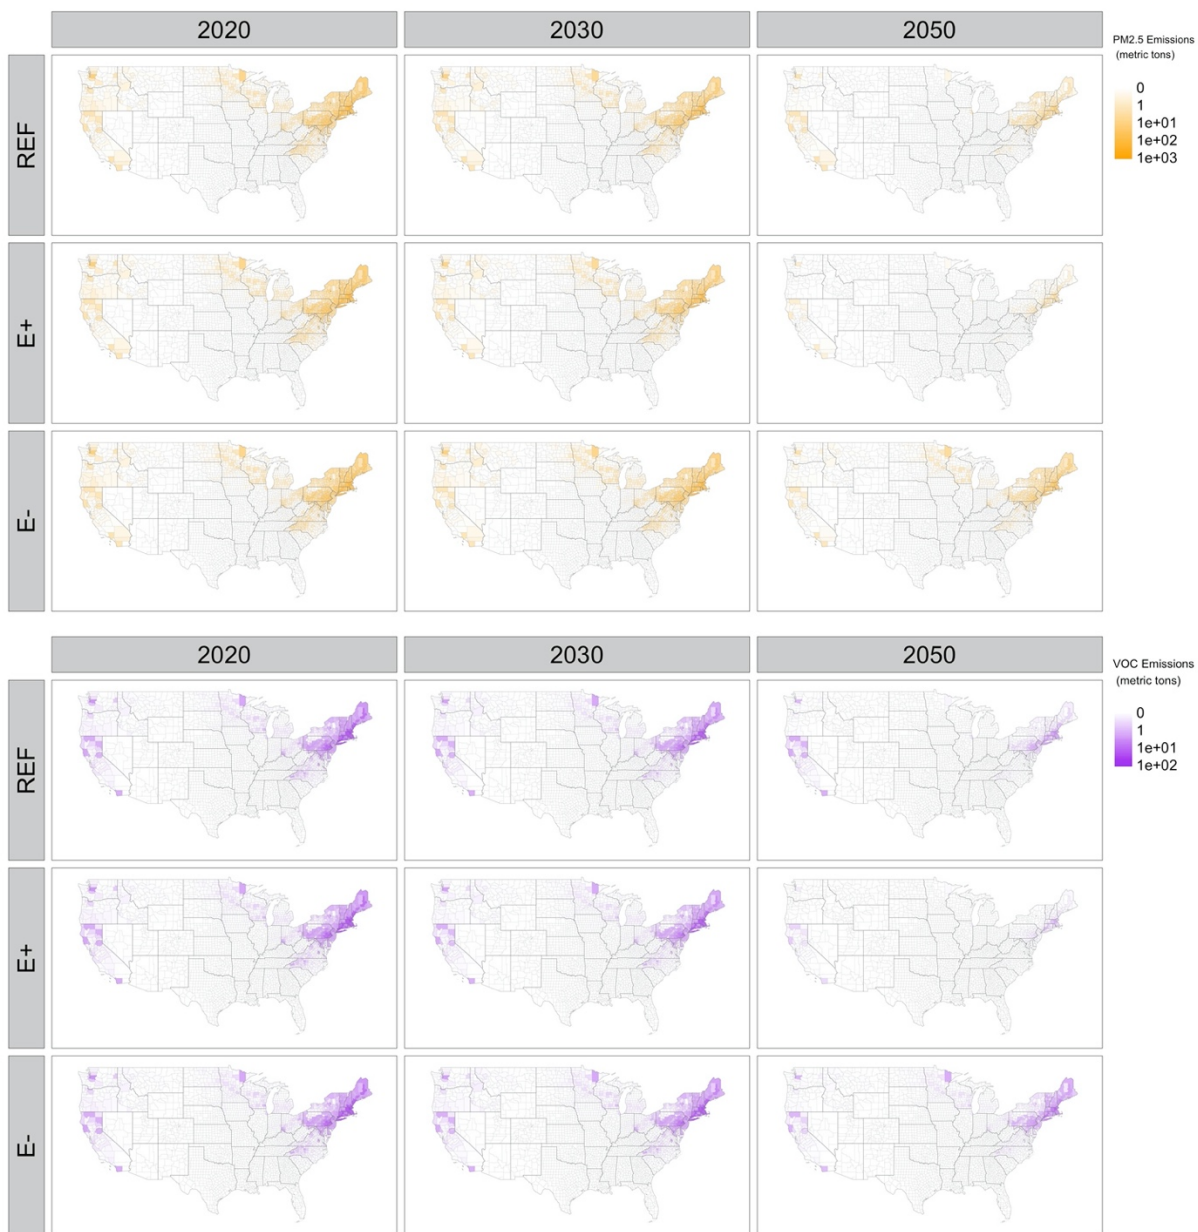 2020 2030 2050
PM2.5 Emissions
(metric tons)
0
1
1e+01
1e+02
1e+03
REF
E+
E-
2020 2030 2050
VOC Emissions
(metric tons)
0
1
1e+01
1e+02
REF
E+
E-